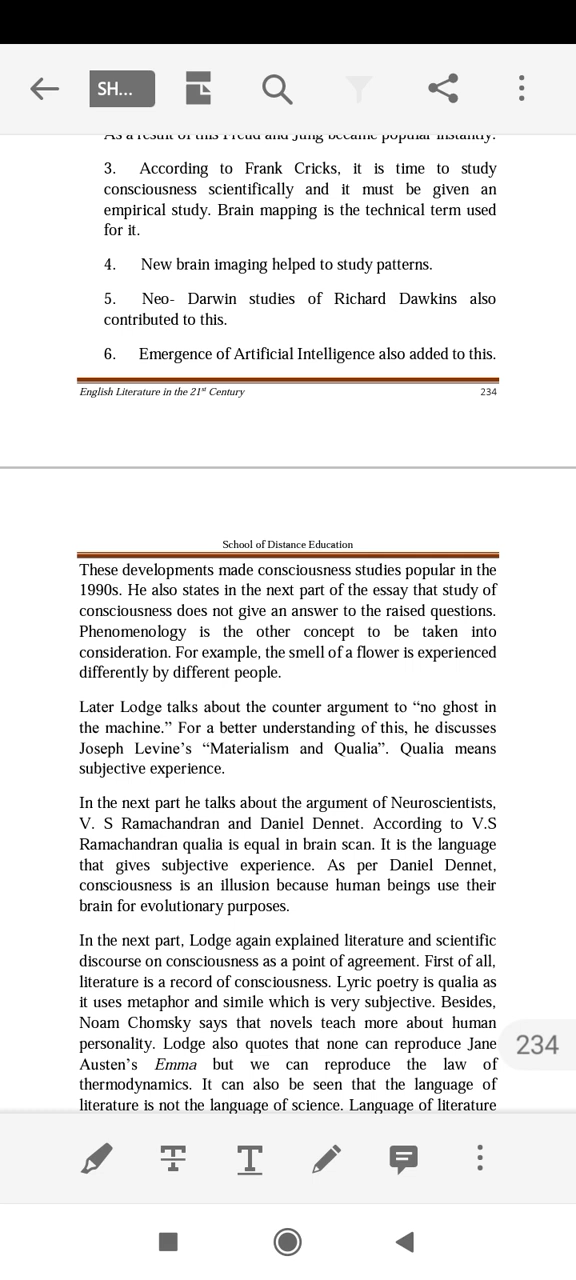 SH...
As a result of this Freud and Jung became popular instantly.
3. According to Frank Cricks, it is time to study
consciousness scientifically and it must be given an
empirical study. Brain mapping is the technical term used
for it.
4. New brain imaging helped to study patterns.
5. Neo- Darwin studies of Richard Dawkins also
contributed to this.
6. Emergence of Artificial Intelligence also added to this.
English Literature in the 21st Century 234
School of Distance Education
These developments made consciousness studies popular in the
1990s. He also states in the next part of the essay that study of
consciousness does not give an answer to the raised questions.
Phenomenology is the other concept to be taken into
consideration. For example, the smell of a flower is experienced
differently by different people.
Later Lodge talks about the counter argument to “no ghost in
the machine.” For a better understanding of this, he discusses
Joseph Levine’s “Materialism and Qualia”. Qualia means
subjective experience.
In the next part he talks about the argument of Neuroscientists,
V. S Ramachandran and Daniel Dennet. According to V.S
Ramachandran qualia is equal in brain scan. It is the language
that gives subjective experience. As per Daniel Dennet,
consciousness is an illusion because human beings use their
brain for evolutionary purposes.
In the next part, Lodge again explained literature and scientific
discourse on consciousness as a point of agreement. First of all,
literature is a record of consciousness. Lyric poetry is qualia as
it uses metaphor and simile which is very subjective. Besides,
Noam Chomsky says that novels teach more about human
personality. Lodge also quotes that none can reproduce Jane
Austen’s Emma but we can reproduce the law of
thermodynamics. It can also be seen that the language of
literature is not the language of science. Language of literature
234